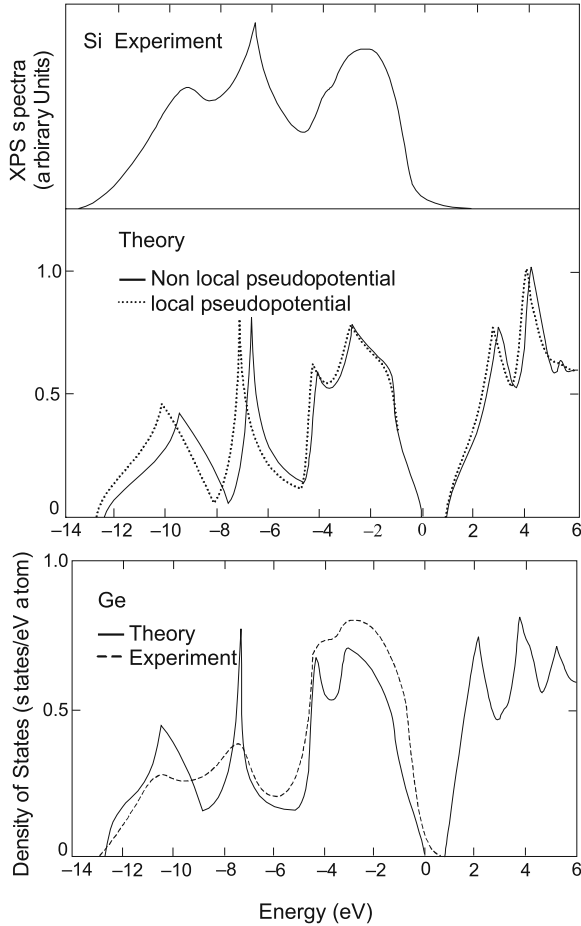 Si Experiment
XPS spectra
(arbirary Units)
Theory
Non local pseudopotential
local pseudopotential
1.0
0.5
0
−14 −12 −10 −8 −6 −4 −2 0 2 4 6
1.0
Ge
Theory
Experiment
0.5
0
Density of States (states/eV atom)
−14 −12 −10 −8 −6 −4 −2 0 2 4 6
Energy (eV)